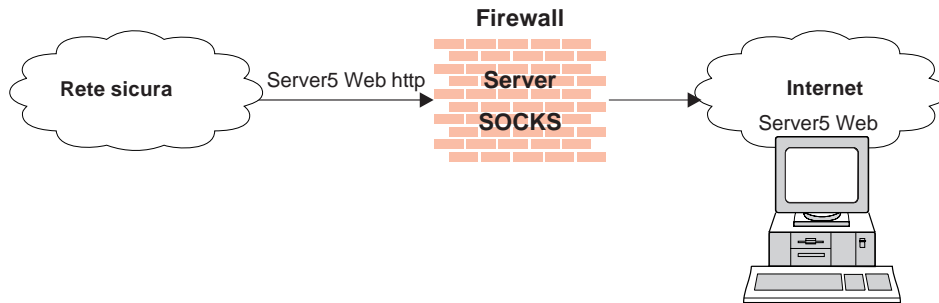 Firewall
Rete sicura
Server5 Web http
Server
SOCKS
Internet
Server5 Web